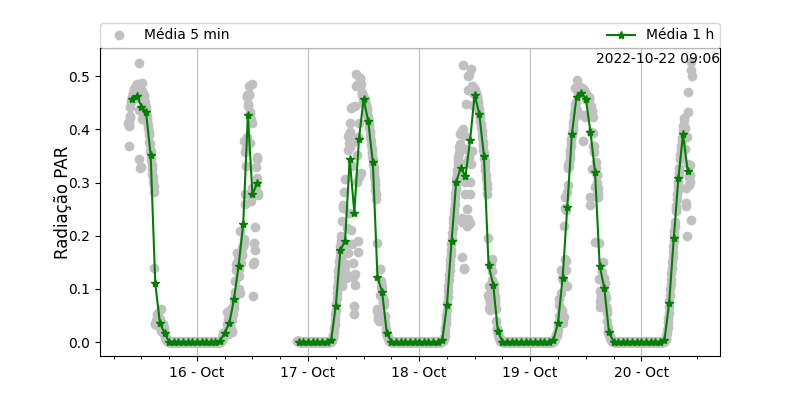 Média 5 min
Média 1 h
2022-10-22 09:06
Radiação PAR
0.5
0.4
0.3
0.2
0.1
0.0
16 - Oct
17 - Oct
18 - Oct
19 - Oct
20 - Oct